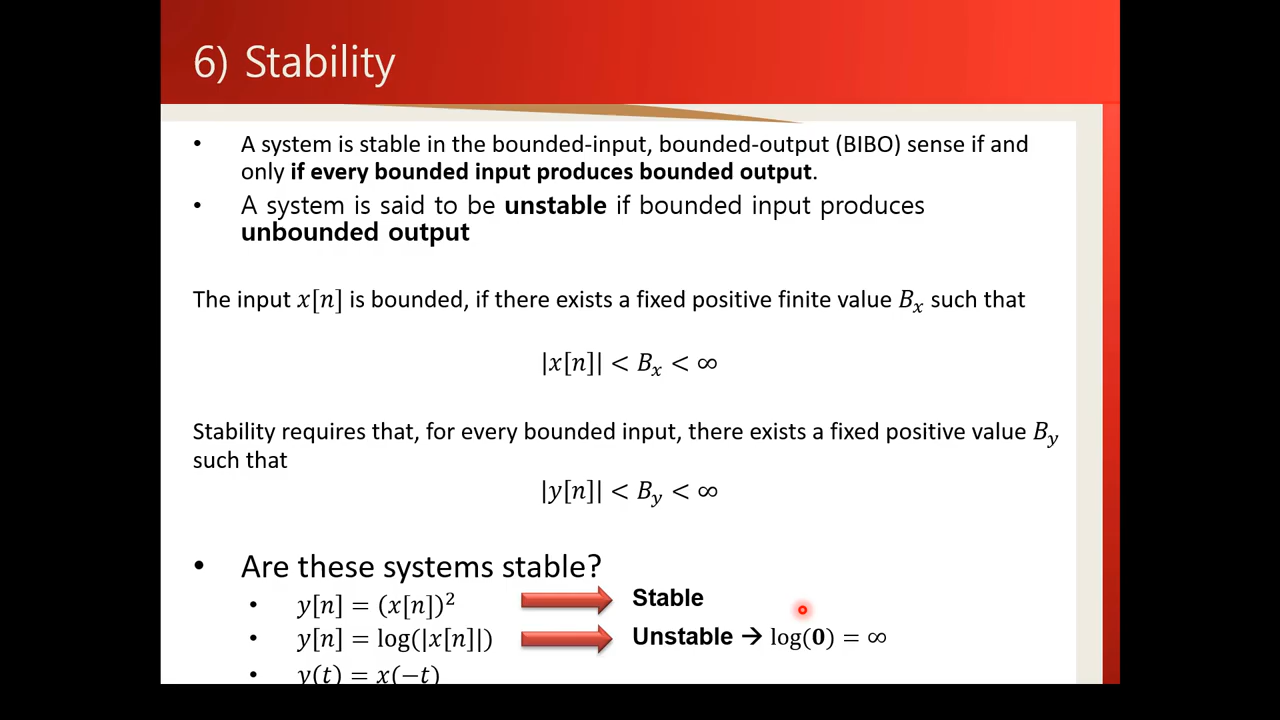 6) Stability
• A system is stable in the bounded-input, bounded-output (BIBO) sense if and
only if every bounded input produces bounded output.
• A system is said to be unstable if bounded input produces
unbounded output
The input x[n] is bounded, if there exists a fixed positive finite value Bₓ such that
|x[n]| < Bₓ < ∞
Stability requires that, for every bounded input, there exists a fixed positive value B_y
such that
|y[n]| < B_y < ∞
• Are these systems stable?
• y[n] = (x[n])² Stable
• y[n] = log(|x[n]|) Unstable → log(0) = ∞
• y(t) = x(−t)